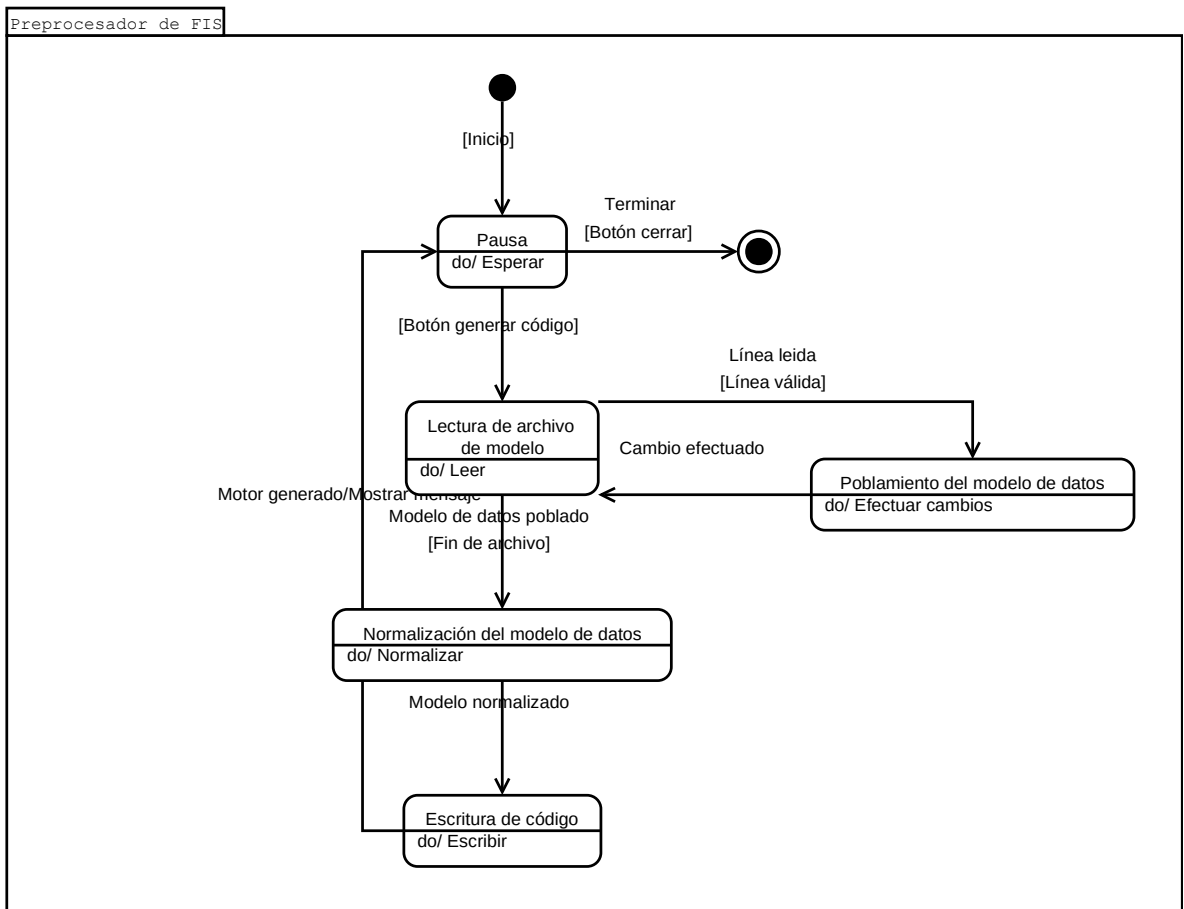 Preprocesador de FIS
[Inicio]
Terminar
[Botón cerrar]
Pausa
do/ Esperar
[Botón generar código]
Línea leida
[Línea válida]
Lectura de archivo
de modelo
do/ Leer
Cambio efectuado
Poblamiento del modelo de datos
do/ Efectuar cambios
Motor generado/Mostrar mensaje
Modelo de datos poblado
[Fin de archivo]
Normalización del modelo de datos
do/ Normalizar
Modelo normalizado
Escritura de código
do/ Escribir